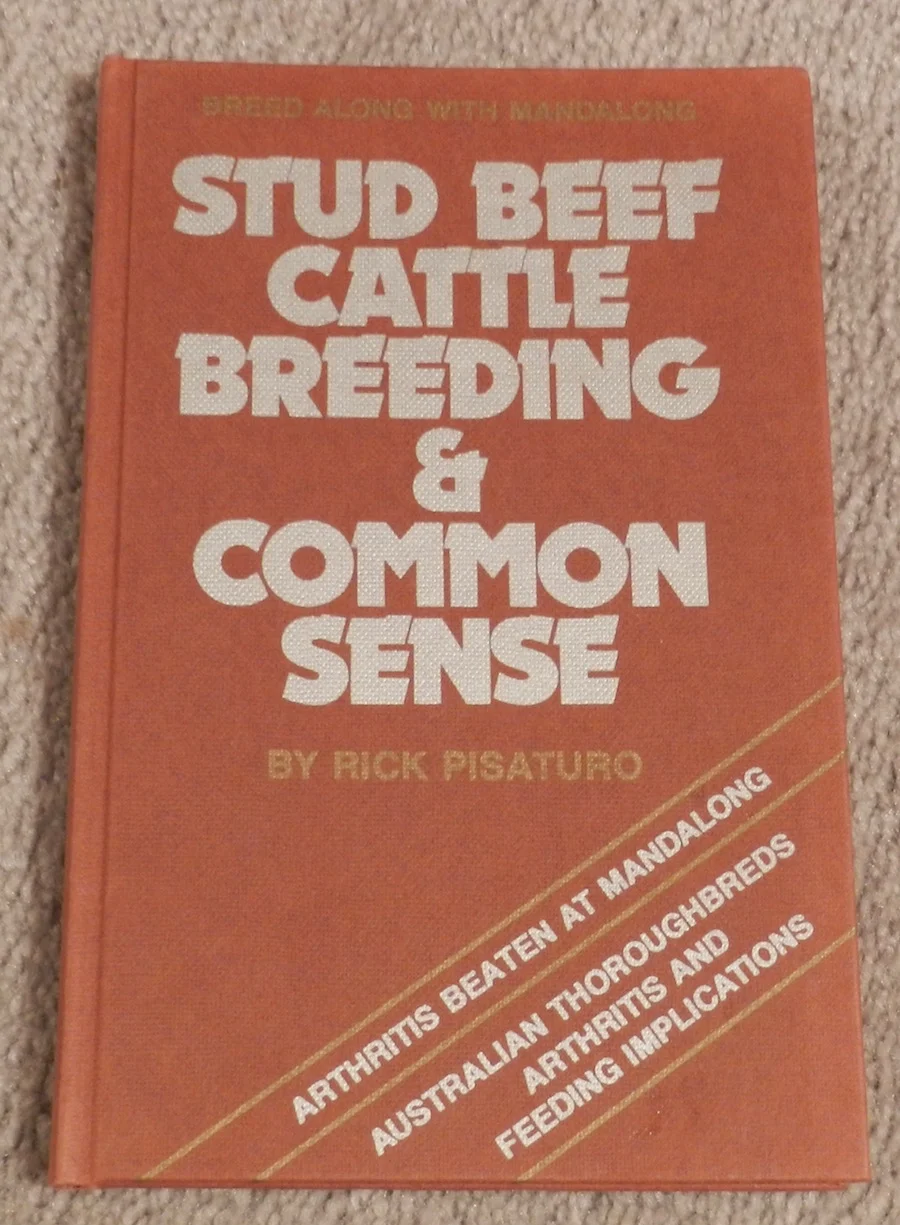 BREED ALONG WITH MANDALONG
STUD BEEF
CATTLE
BREEDING
&
COMMON
SENSE
BY RICK PISATURO
ARTHRITIS BEATEN AT MANDALONG
AUSTRALIAN THOROUGHBREDS
ARTHRITIS AND
FEEDING IMPLICATIONS